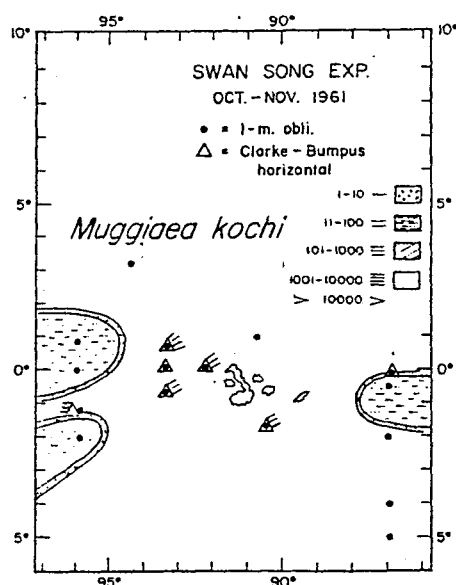 95° 90°
10° 10°
SWAN SONG EXP.
OCT.-NOV. 1961
• = 1-m. obli.
△ = Clarke-Bumpus
horizontal
1-10
5° 11-100 5°
101-1000
Muggiaea kochi
1001-10000
> 10000 >
0° 0°
5° 5°
95° 90°